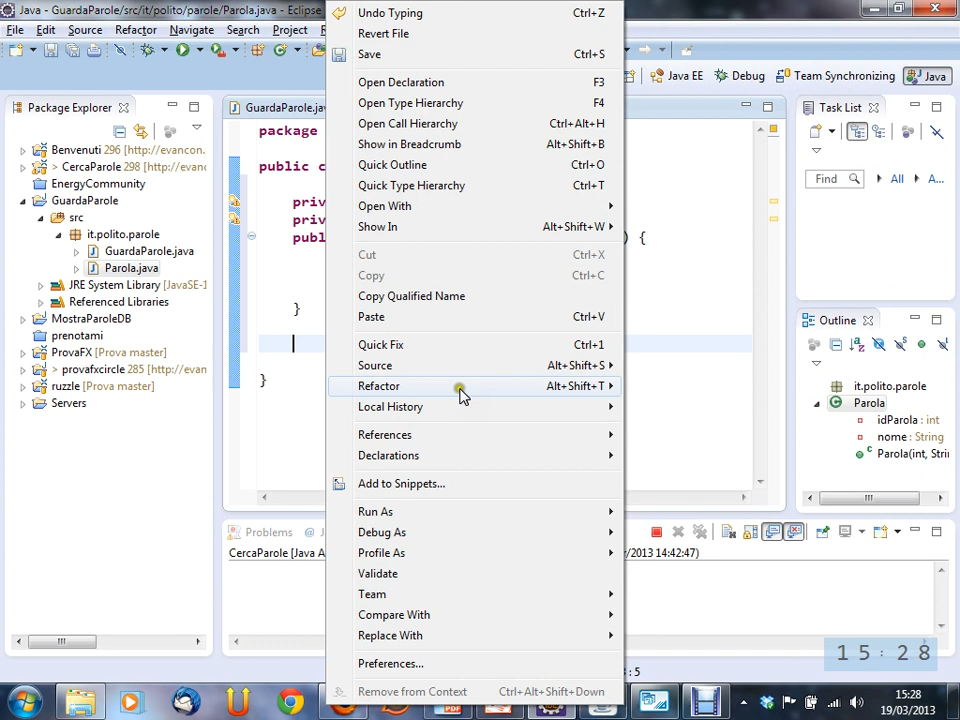 Java - GuardaParole/src/it/polito/parole/Parola.java - Eclipse
File Edit Source Refactor Navigate Search Project
Java EE Debug Team Synchronizing Java
Package Explorer
Benvenuti 296 [http://evancon.
> CercaParole 298 [http://evanc
EnergyCommunity
GuardaParole
src
it.polito.parole
GuardaParole.java
Parola.java
JRE System Library [JavaSE-1
Referenced Libraries
MostraParoleDB
prenotami
ProvaFX [Prova master]
> provafxcircle 285 [http://evan
ruzzle [Prova master]
Servers
GuardaParole.jav
package
public c
priv
priv
publ
) {
}
}
Undo Typing Ctrl+Z
Revert File
Save Ctrl+S
Open Declaration F3
Open Type Hierarchy F4
Open Call Hierarchy Ctrl+Alt+H
Show in Breadcrumb Alt+Shift+B
Quick Outline Ctrl+O
Quick Type Hierarchy Ctrl+T
Open With
Show In Alt+Shift+W
Cut Ctrl+X
Copy Ctrl+C
Copy Qualified Name
Paste Ctrl+V
Quick Fix Ctrl+1
Source Alt+Shift+S
Refactor Alt+Shift+T
Local History
References
Declarations
Add to Snippets...
Run As
Debug As
Profile As
Validate
Team
Compare With
Replace With
Preferences...
Remove from Context Ctrl+Alt+Shift+Down
Task List
Find All A...
Outline
it.polito.parole
Parola
idParola : int
nome : String
Parola(int, Strin
Problems @ J
CercaParole [Java A
/2013 14:42:47)
:5
15:28
15:28
19/03/2013